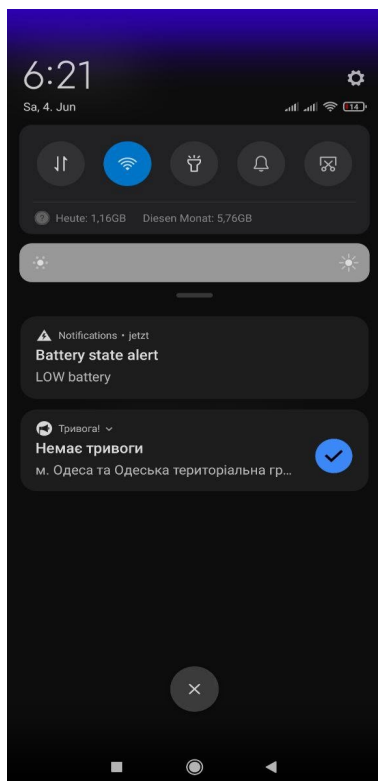 6:21
Sa, 4. Jun
14
Heute: 1,16GB Diesen Monat: 5,76GB
Notifications • jetzt
Battery state alert
LOW battery
Тривога!
Немає тривоги
м. Одеса та Одеська територіальна гр...